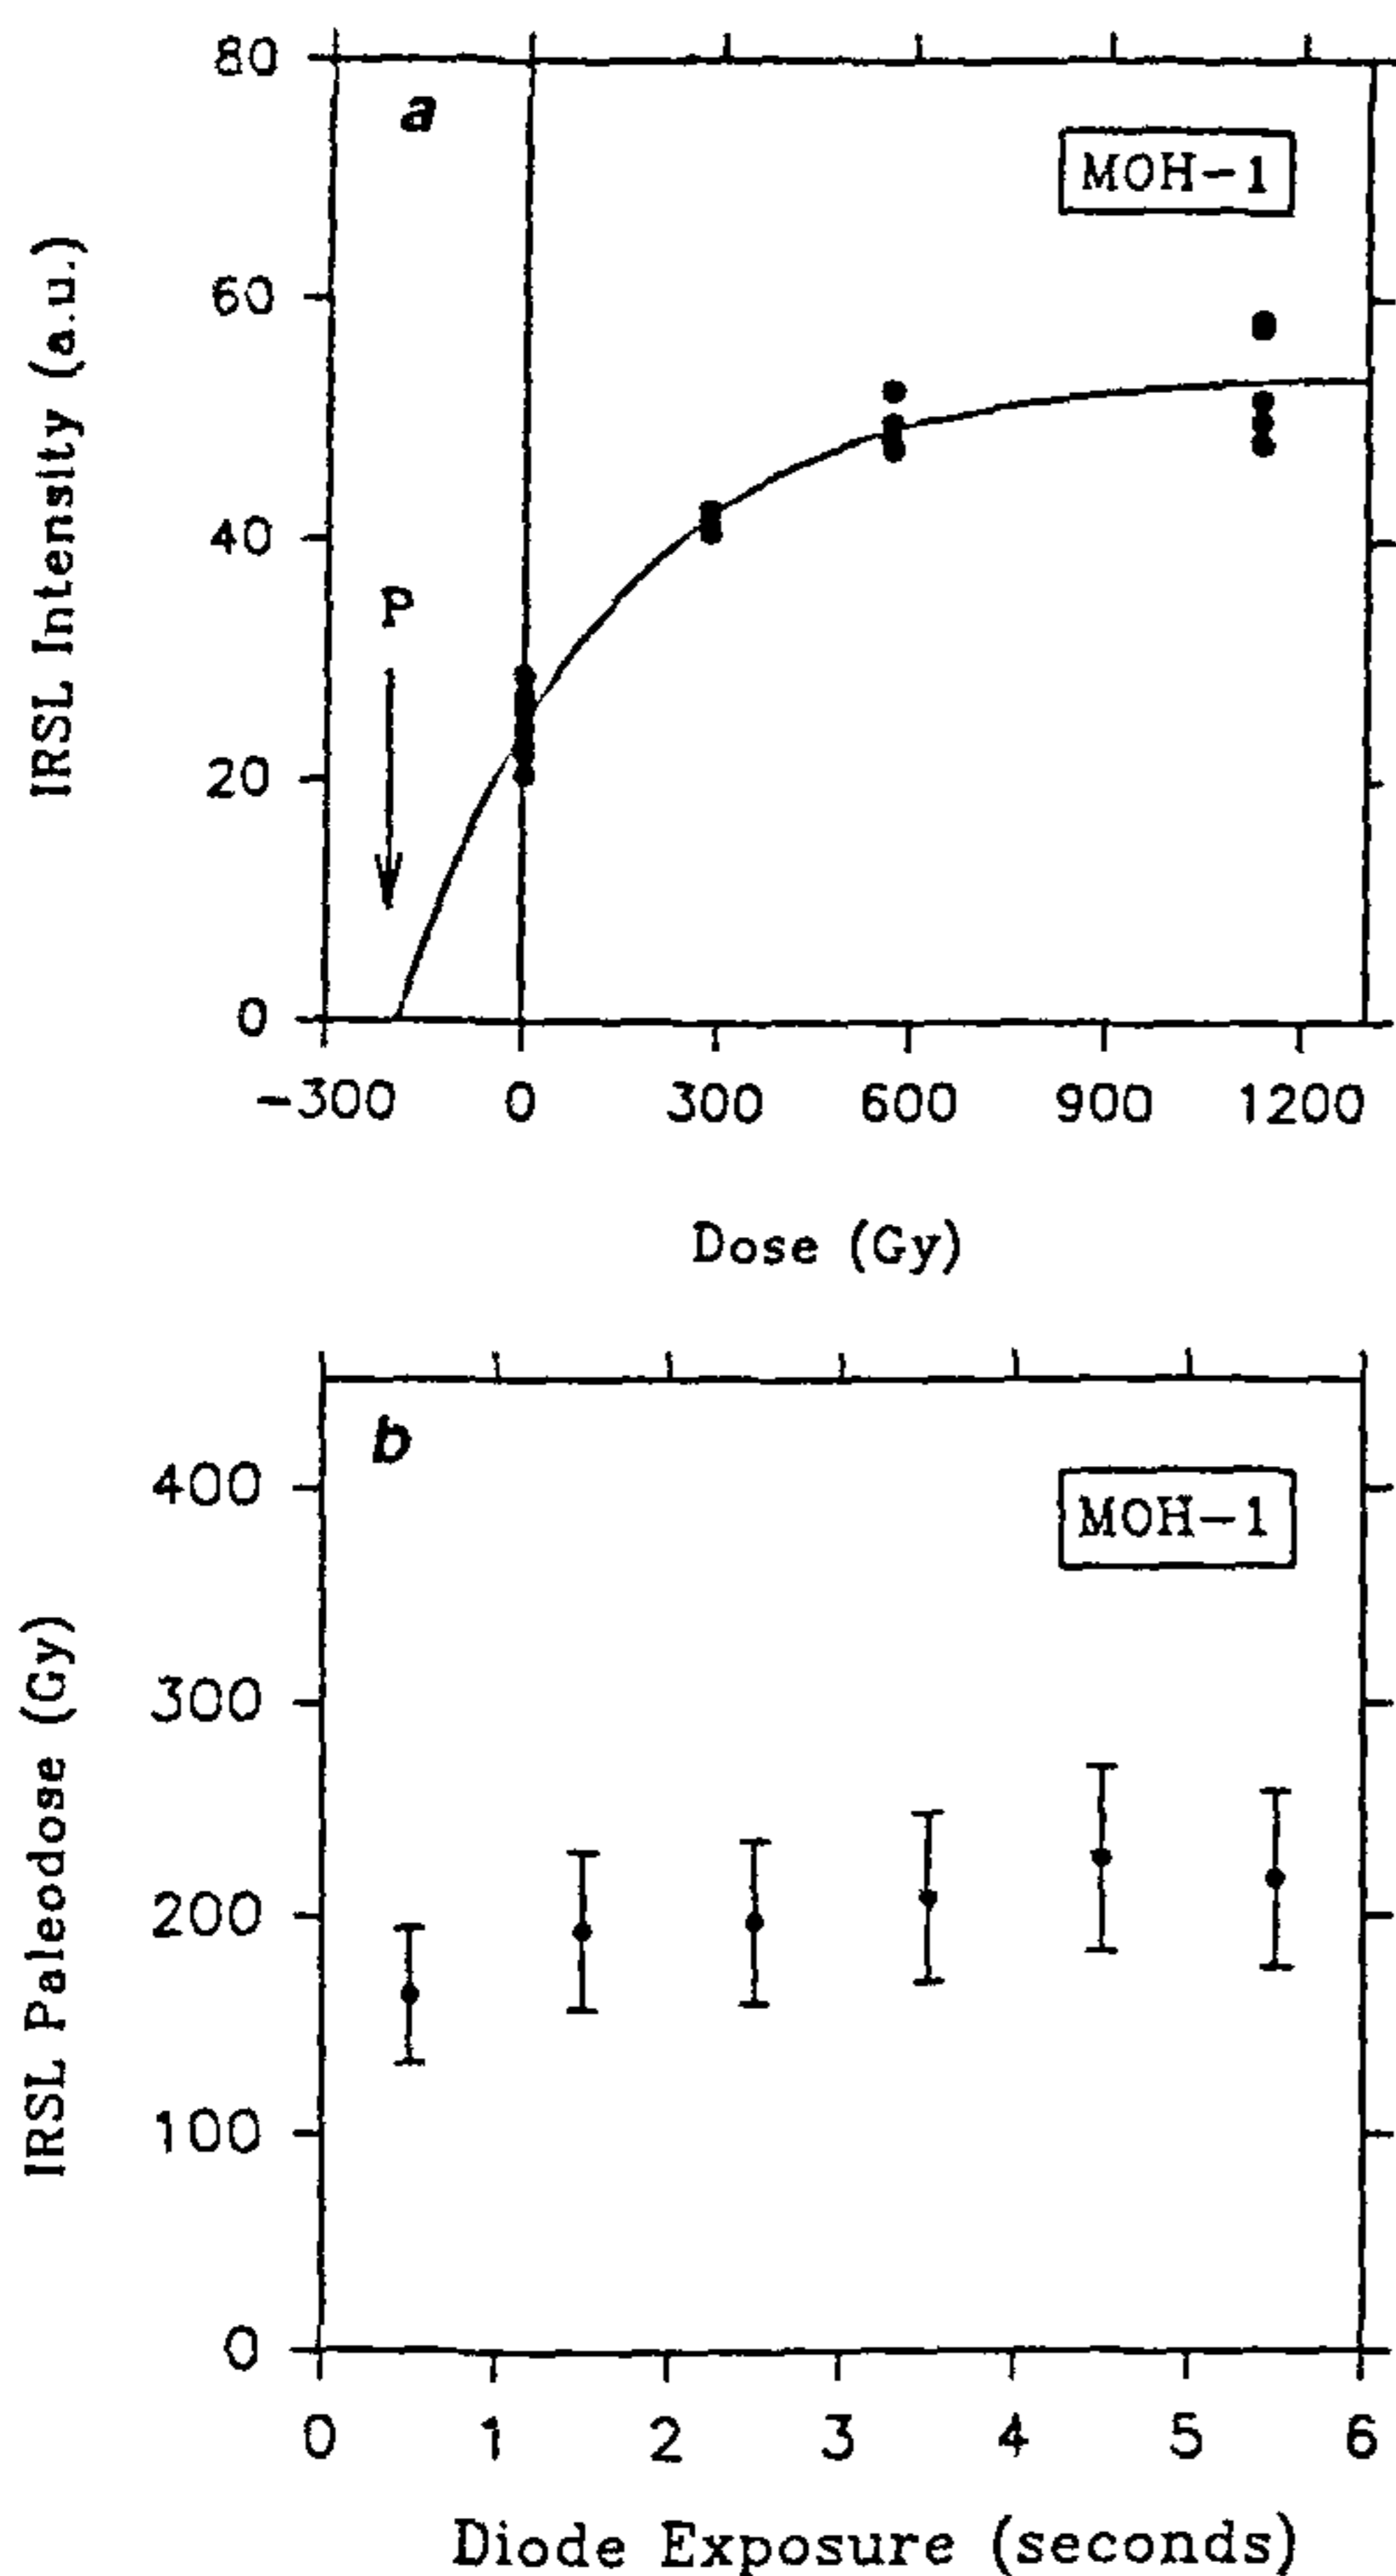 80
a
MOH-1
60
IRSL Intensity (a.u.)
40
P
20
0
-300 0 300 600 900 1200
Dose (Gy)
b
400
MOH-1
300
IRSL Paleodose (Gy)
200
100
0
0 1 2 3 4 5 6
Diode Exposure (seconds)